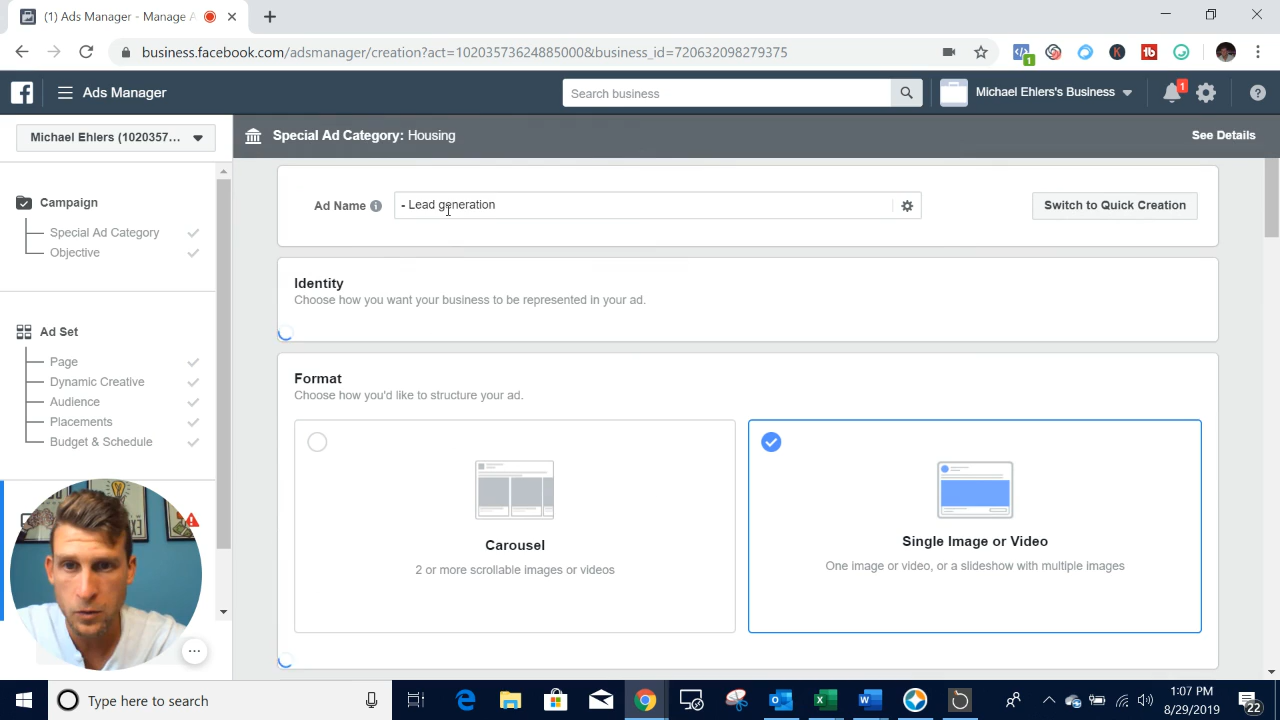 (1) Ads Manager - Manage A
business.facebook.com/adsmanager/creation?act=10203573624885000&business_id=720632098279375
Ads Manager
Search business
Michael Ehlers's Business
1
Michael Ehlers (1020357...
Special Ad Category: Housing
See Details
Campaign
Special Ad Category
Objective
Ad Set
Page
Dynamic Creative
Audience
Placements
Budget & Schedule
Ad Name
- Lead generation
Switch to Quick Creation
Identity
Choose how you want your business to be represented in your ad.
Format
Choose how you'd like to structure your ad.
Carousel
2 or more scrollable images or videos
Single Image or Video
One image or video, or a slideshow with multiple images
Type here to search
1:07 PM
8/29/2019
22